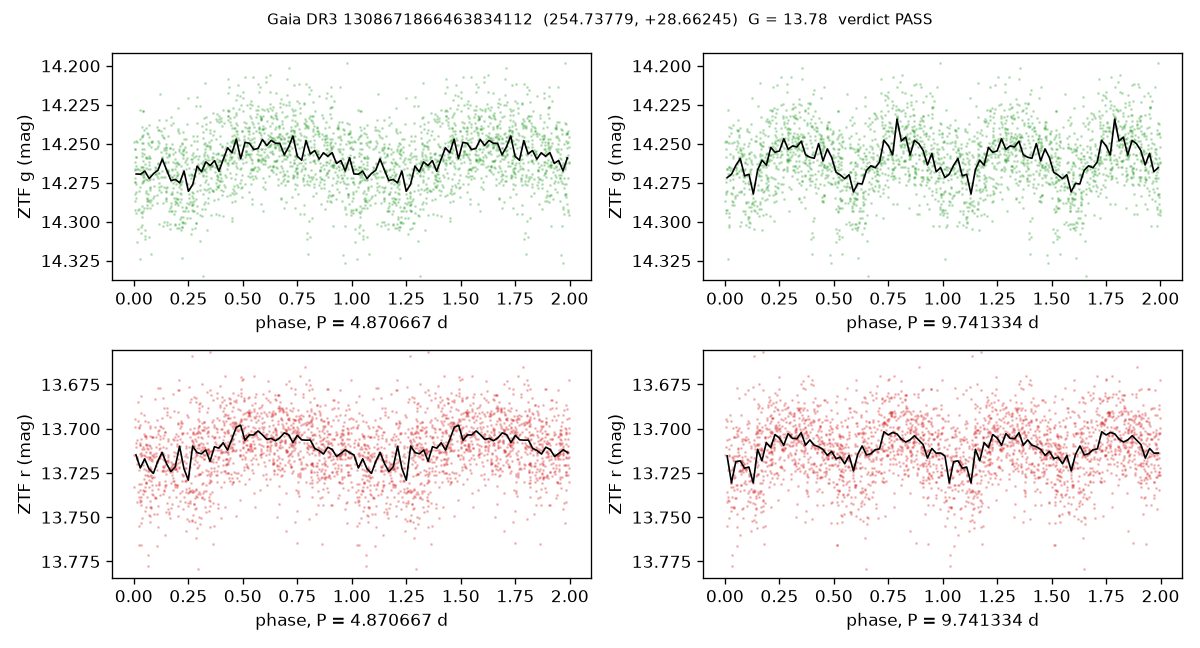 Gaia DR3 1308671866463834112 (254.73779, +28.66245) G = 13.78 verdict PASS
14.200
14.225
14.250
14.275
14.300
14.325
ZTF g (mag)
0.00 0.25 0.50 0.75 1.00 1.25 1.50 1.75 2.00
phase, P = 4.870667 d
14.200
14.225
14.250
14.275
14.300
14.325
ZTF g (mag)
0.00 0.25 0.50 0.75 1.00 1.25 1.50 1.75 2.00
phase, P = 9.741334 d
13.675
13.700
13.725
13.750
13.775
ZTF r (mag)
0.00 0.25 0.50 0.75 1.00 1.25 1.50 1.75 2.00
phase, P = 4.870667 d
13.675
13.700
13.725
13.750
13.775
ZTF r (mag)
0.00 0.25 0.50 0.75 1.00 1.25 1.50 1.75 2.00
phase, P = 9.741334 d